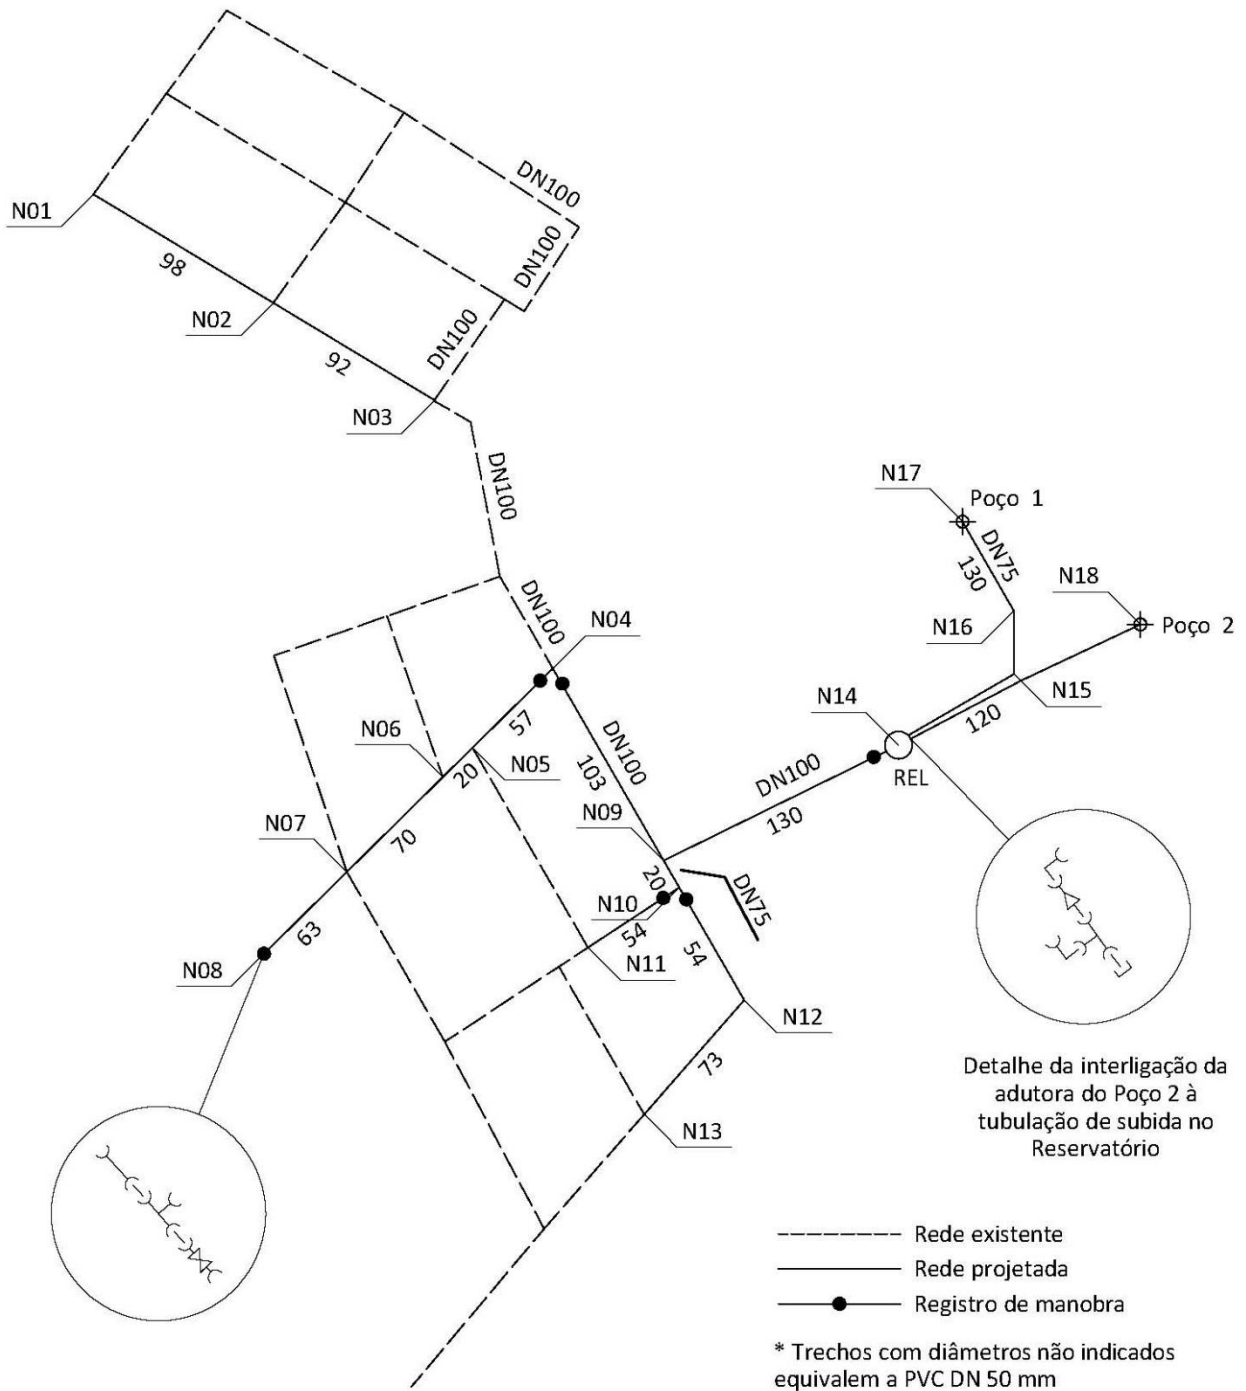 DN100
N01
DN100
98
DN100
N02
92
N03
DN100
N17
Poço 1
DN75
130
N18
DN100
N04
N16
Poço 2
N14
N15
57
N06
120
20
N05
DN100
103
DN100
REL
N09
130
N07
70
20
DN75
N10
54
63
54
N08
N11
N12
73
Detalhe da interligação da
adutora do Poço 2 à
tubulação de subida no
Reservatório
N13
Rede existente
Rede projetada
Registro de manobra
* Trechos com diâmetros não indicados
equivalem a PVC DN 50 mm